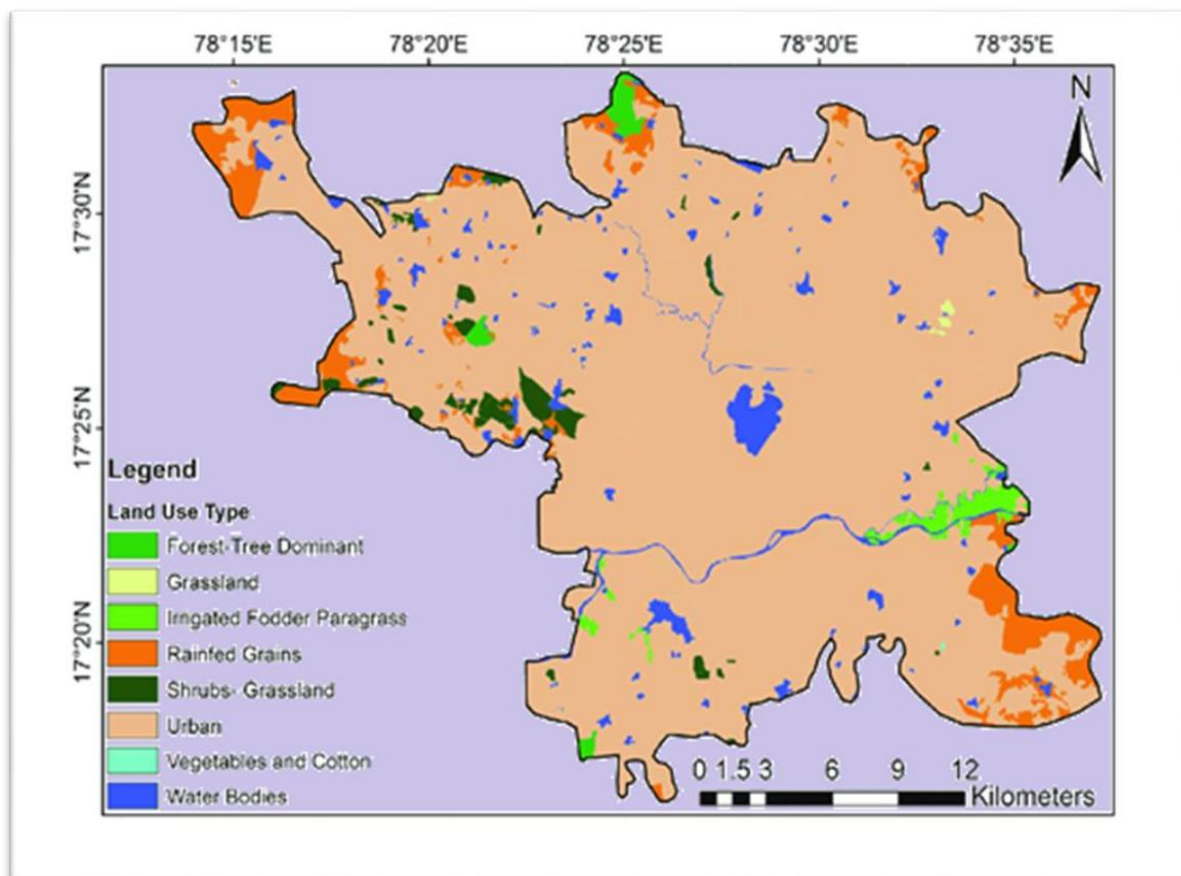 78°15'E 78°20'E 78°25'E 78°30'E 78°35'E
N
17°30'N
17°25'N
17°20'N
Legend
Land Use Type
Forest-Tree Dominant
Grassland
Irrigated Fodder Paragrass
Rainfed Grains
Shrubs- Grassland
Urban
Vegetables and Cotton
Water Bodies
0 1.5 3 6 9 12
Kilometers